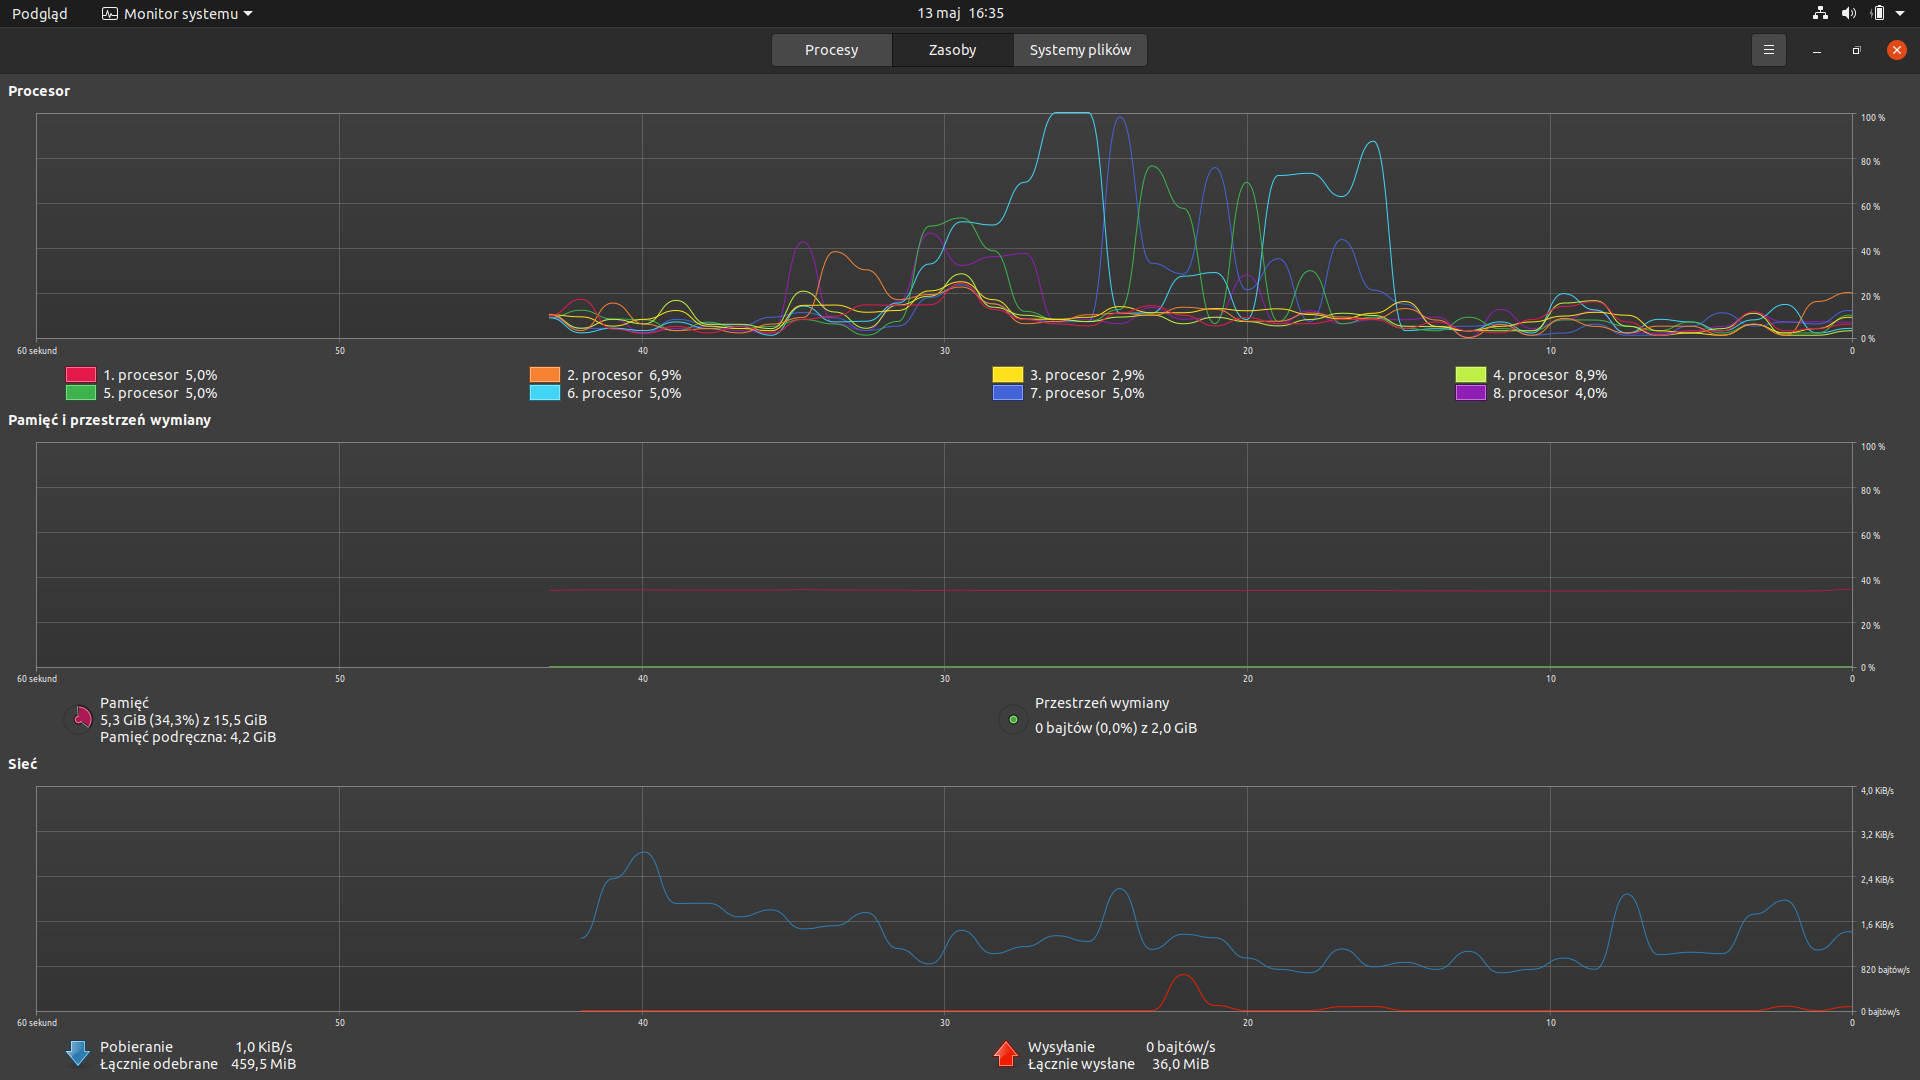 Podgląd Monitor systemu 13 maj 16:35
Procesy Zasoby Systemy plików
Procesor
100 %
80 %
60 %
40 %
20 %
0 %
60 sekund 50 40 30 20 10 0
1. procesor 5,0% 2. procesor 6,9% 3. procesor 2,9% 4. procesor 8,9%
5. procesor 5,0% 6. procesor 5,0% 7. procesor 5,0% 8. procesor 4,0%
Pamięć i przestrzeń wymiany
100 %
80 %
60 %
40 %
20 %
0 %
60 sekund 50 40 30 20 10 0
Pamięć
5,3 GiB (34,3%) z 15,5 GiB
Pamięć podręczna: 4,2 GiB
Przestrzeń wymiany
0 bajtów (0,0%) z 2,0 GiB
Sieć
4,0 KiB/s
3,2 KiB/s
2,4 KiB/s
1,6 KiB/s
820 bajtów/s
0 bajtów/s
60 sekund 50 40 30 20 10 0
Pobieranie 1,0 KiB/s
Łącznie odebrane 459,5 MiB
Wysyłanie 0 bajtów/s
Łącznie wysłane 36,0 MiB